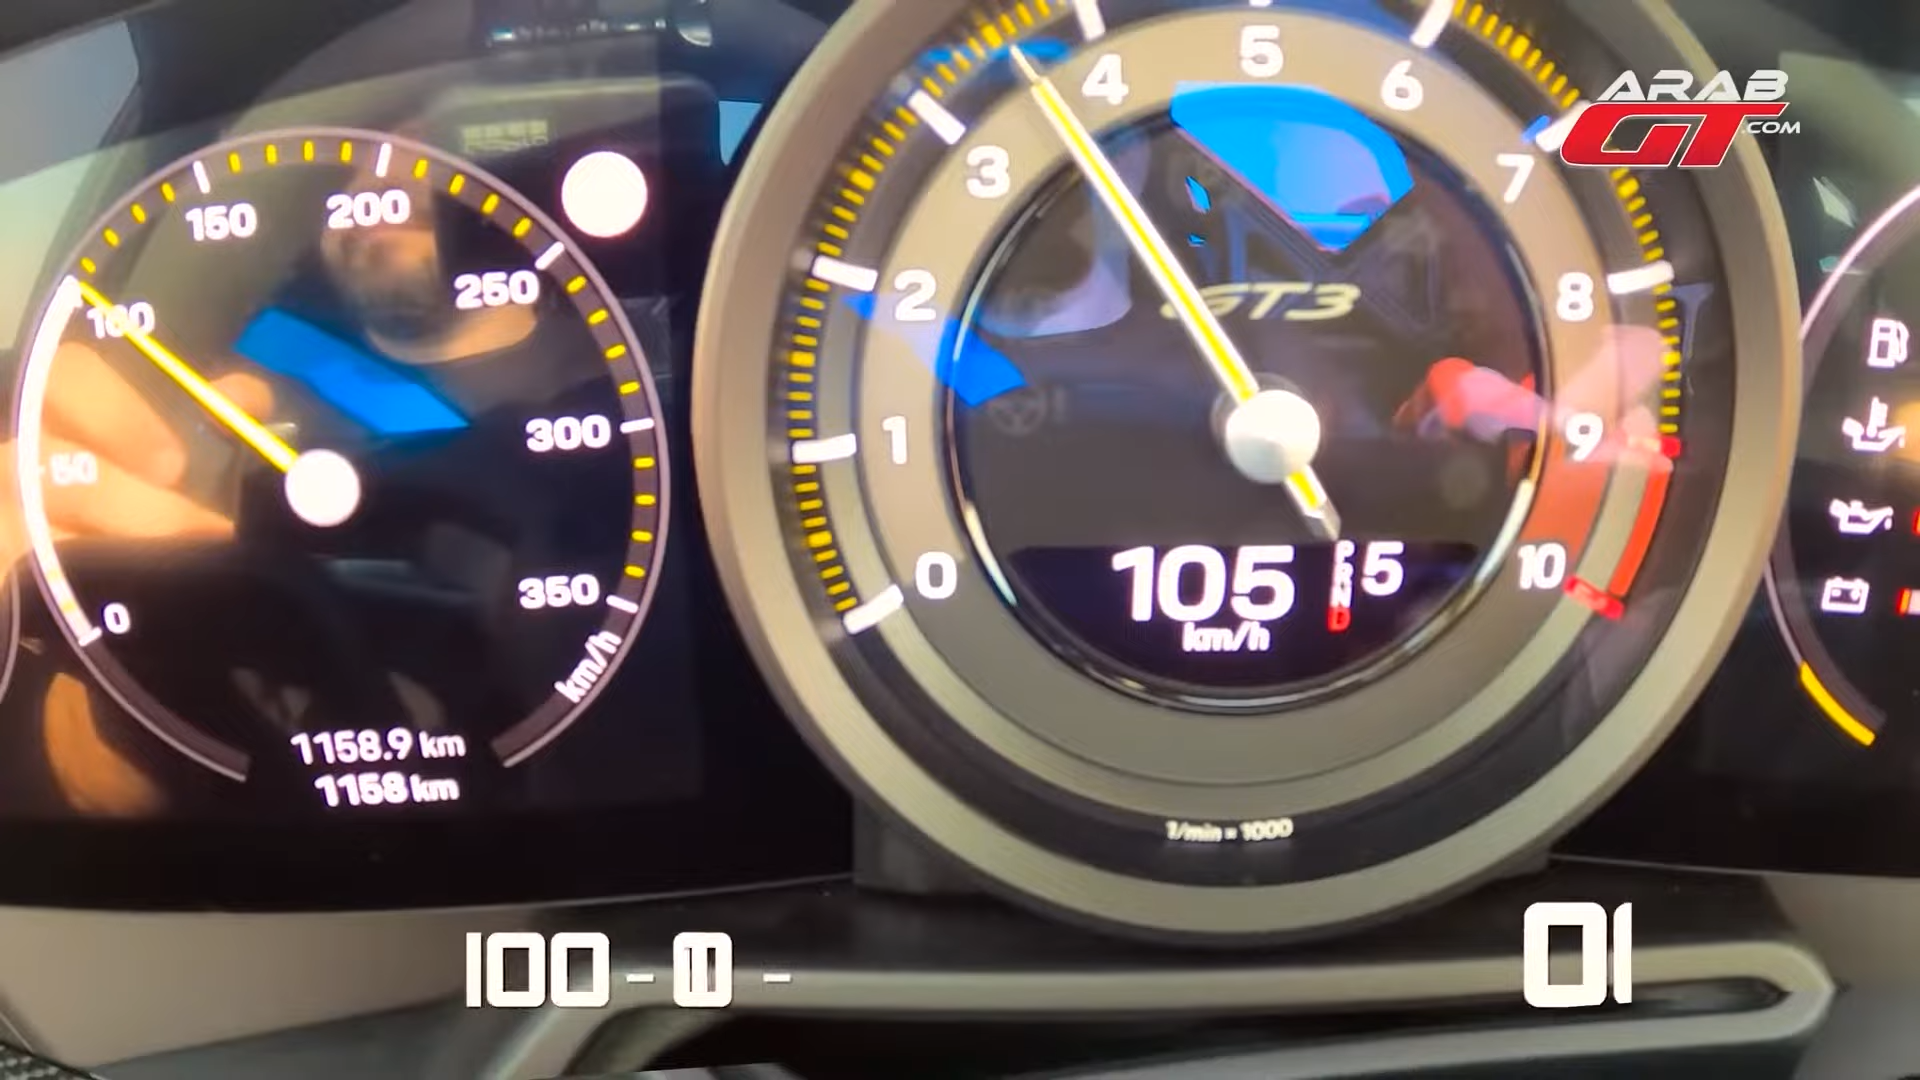 ARAB
GT.COM
0
50
100
150
200
250
300
350
km/h
1158.9 km
1158 km
0
1
2
3
4
5
6
7
8
9
10
GT3
105
km/h
P
R
N
D
5
1/min = 1000
100 -
01